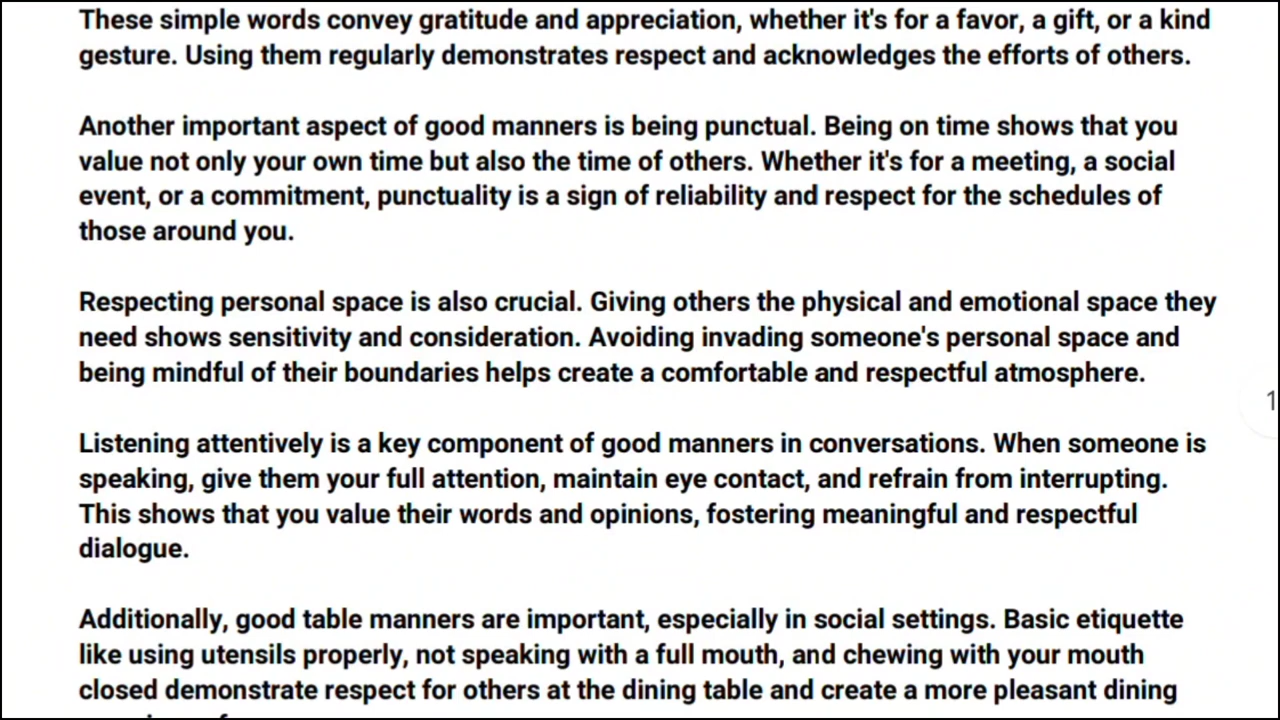 These simple words convey gratitude and appreciation, whether it's for a favor, a gift, or a kind
gesture. Using them regularly demonstrates respect and acknowledges the efforts of others.
Another important aspect of good manners is being punctual. Being on time shows that you
value not only your own time but also the time of others. Whether it's for a meeting, a social
event, or a commitment, punctuality is a sign of reliability and respect for the schedules of
those around you.
Respecting personal space is also crucial. Giving others the physical and emotional space they
need shows sensitivity and consideration. Avoiding invading someone's personal space and
being mindful of their boundaries helps create a comfortable and respectful atmosphere.
1
Listening attentively is a key component of good manners in conversations. When someone is
speaking, give them your full attention, maintain eye contact, and refrain from interrupting.
This shows that you value their words and opinions, fostering meaningful and respectful
dialogue.
Additionally, good table manners are important, especially in social settings. Basic etiquette
like using utensils properly, not speaking with a full mouth, and chewing with your mouth
closed demonstrate respect for others at the dining table and create a more pleasant dining